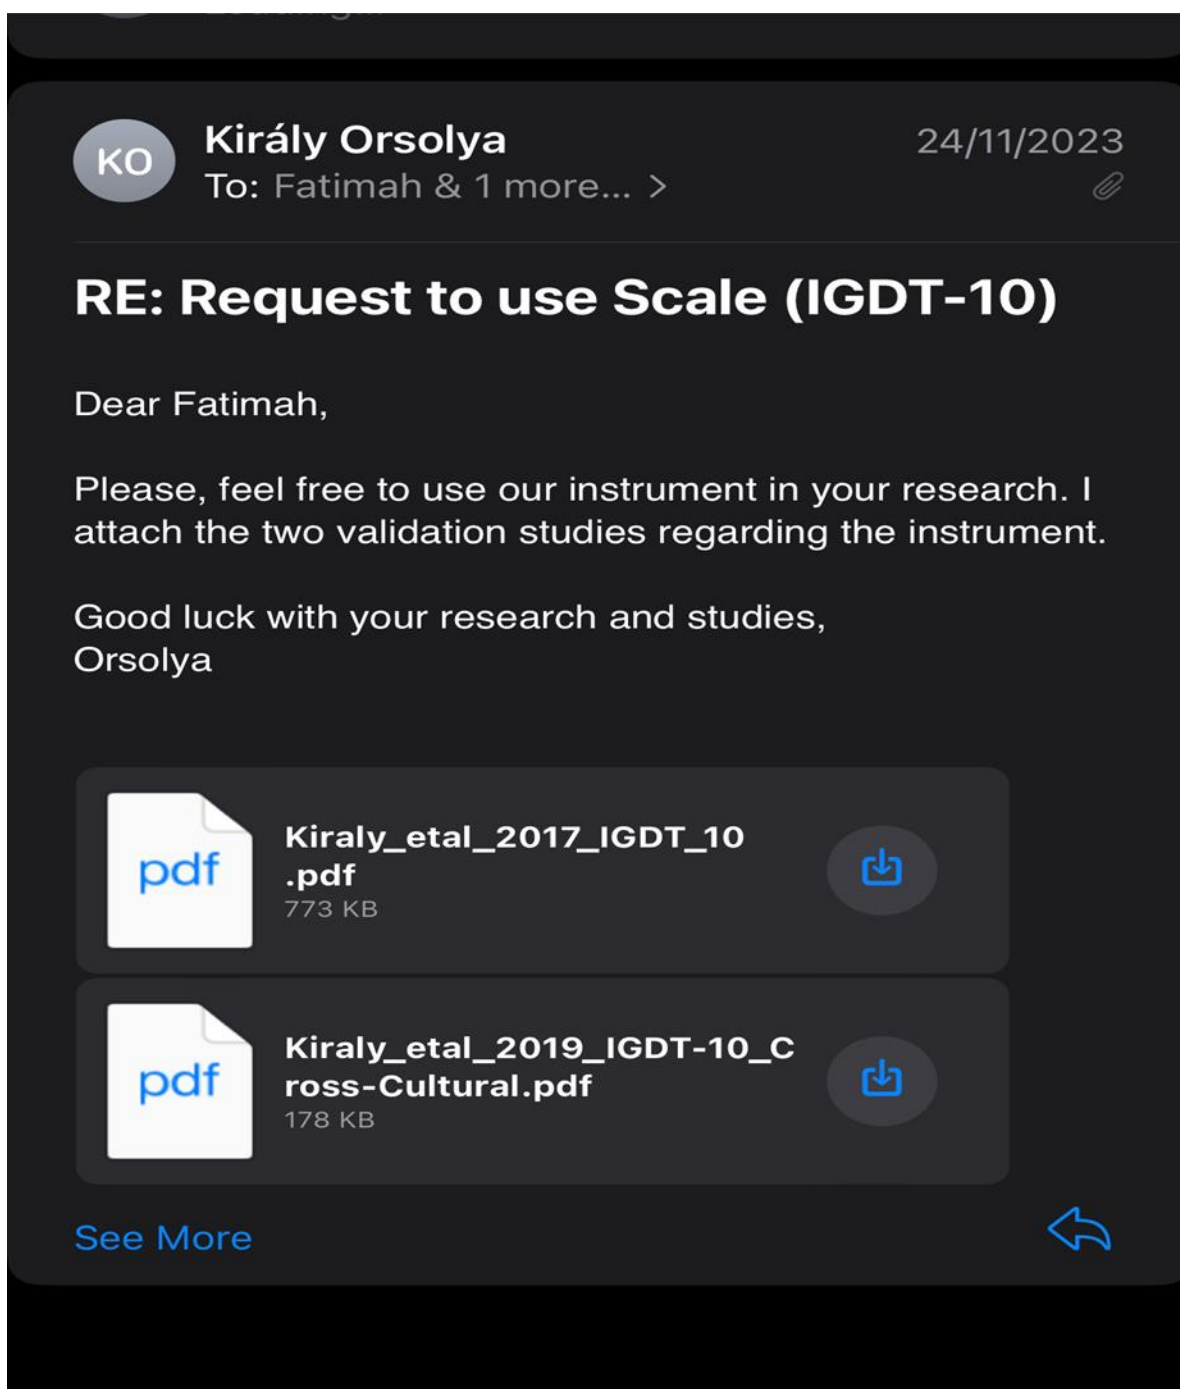 KO
Király Orsolya
24/11/2023
To: Fatimah & 1 more... >
RE: Request to use Scale (IGDT-10)
Dear Fatimah,
Please, feel free to use our instrument in your research. I
attach the two validation studies regarding the instrument.
Good luck with your research and studies,
Orsolya
pdf
Kiraly_etal_2017_IGDT_10
.pdf
773 KB
pdf
Kiraly_etal_2019_IGDT-10_C
ross-Cultural.pdf
178 KB
See More